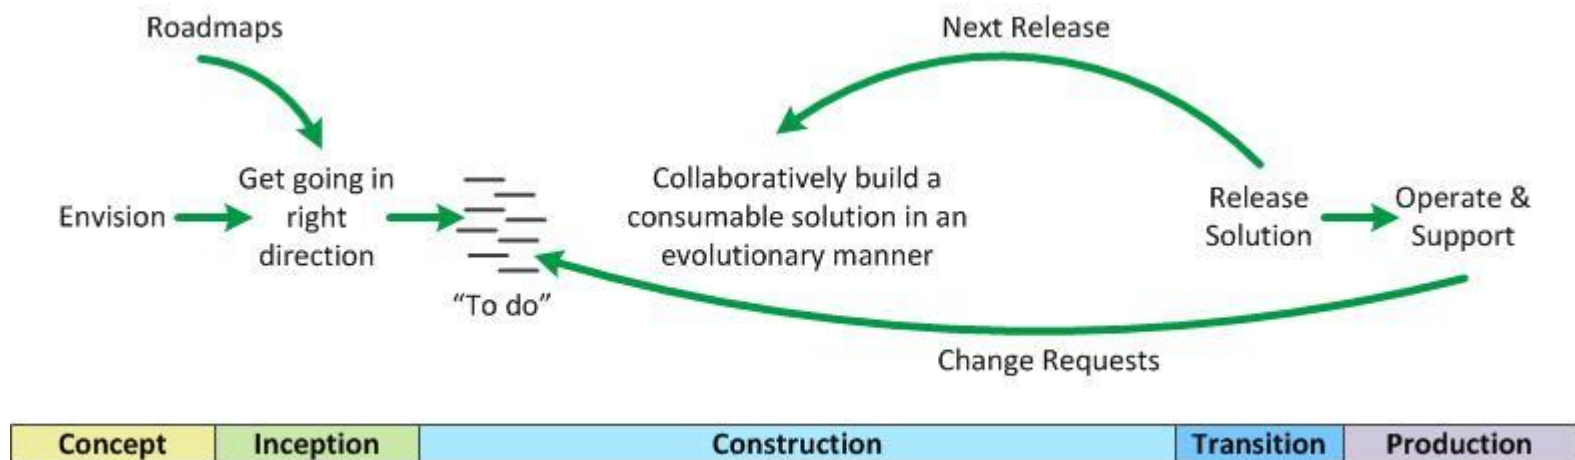 Roadmaps
Next Release
Envision
Get going in
right
direction
“To do”
Collaboratively build a
consumable solution in an
evolutionary manner
Release
Solution
Operate &
Support
Change Requests
Concept
Inception
Construction
Transition
Production